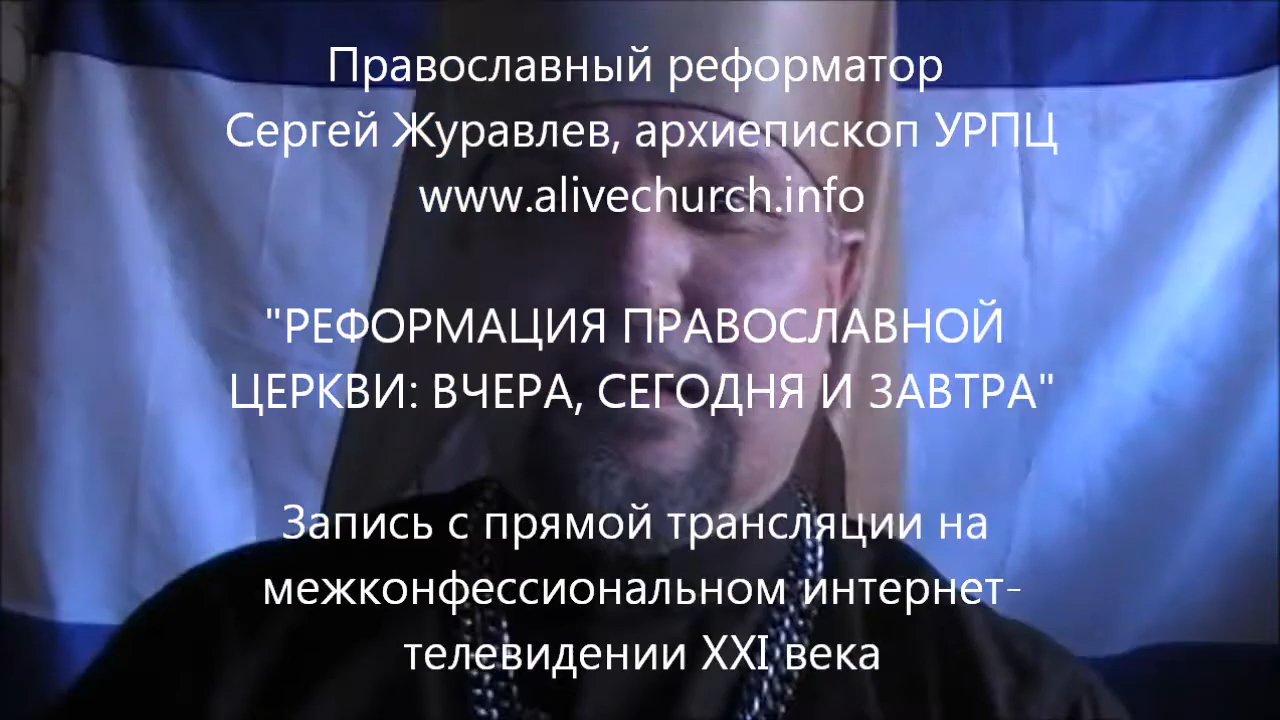 Православный реформатор
Сергей Журавлев, архиепископ УРПЦ
www.alivechurch.info
"РЕФОРМАЦИЯ ПРАВОСЛАВНОЙ
ЦЕРКВИ: ВЧЕРА, СЕГОДНЯ И ЗАВТРА"
Запись с прямой трансляции на
межконфессиональном интернет-
телевидении XXI века